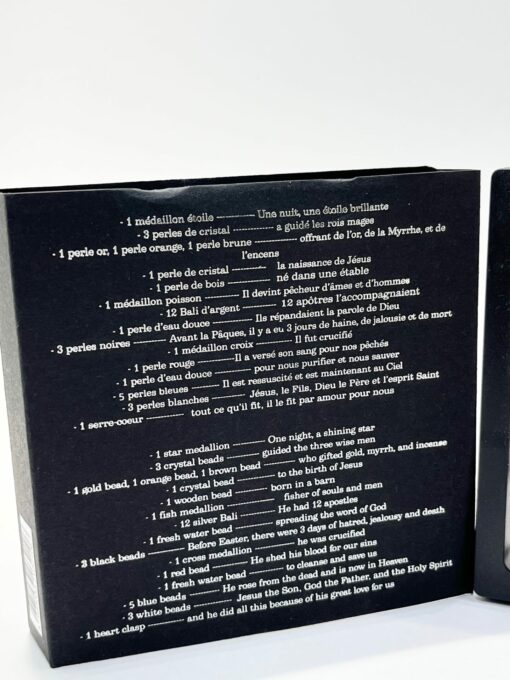 - 1 médaillon étoile ———— Une nuit, une étoile brillante
- 3 perles de cristal ———— a guidé les rois mages
- 1 perle or, 1 perle orange, 1 perle brune ———— offrant de l'or, de la Myrrhe, et de
l'encens
- 1 perle de cristal ———— la naissance de Jésus
- 1 perle de bois ———— né dans une étable
- 1 médaillon poisson ———— Il devint pêcheur d'âmes et d'hommes
- 12 Bali d'argent ———— 12 apôtres l'accompagnaient
- 1 perle d'eau douce ———— Ils répandaient la parole de Dieu
- 3 perles noires ———— Avant la Pâques, il y a eu 3 jours de haine, de jalousie et de mort
- 1 médaillon croix ———— Il fut crucifié
- 1 perle rouge ————Il a versé son sang pour nos péchés
- 1 perle d'eau douce ———— pour nous purifier et nous sauver
- 5 perles bleues ———— Il est ressuscité et est maintenant au Ciel
- 3 perles blanches ———— Jésus, le Fils, Dieu le Père et l'esprit Saint
- 1 serre-coeur ———— tout ce qu'il fit, il le fit par amour pour nous
- 1 star medallion ———— One night, a shining star
- 3 crystal beads ———— guided the three wise men
- 1 gold bead, 1 orange bead, 1 brown bead ———— who gifted gold, myrrh, and incense
- 1 crystal bead ———— to the birth of Jesus
- 1 wooden bead ———— born in a barn
- 1 fish medallion ———— fisher of souls and men
- 12 silver Bali ———— He had 12 apostles
- 1 fresh water bead ———— spreading the word of God
- 3 black beads ———— Before Easter, there were 3 days of hatred, jealousy and death
- 1 cross medallion ———— he was crucified
- 1 red bead ———— He shed his blood for our sins
- 1 fresh water bead ———— to cleanse and save us
- 5 blue beads ———— He rose from the dead and is now in Heaven
- 3 white beads ———— Jesus the Son, God the Father, and the Holy Spirit
- 1 heart clasp ———— and he did all this because of his great love for us